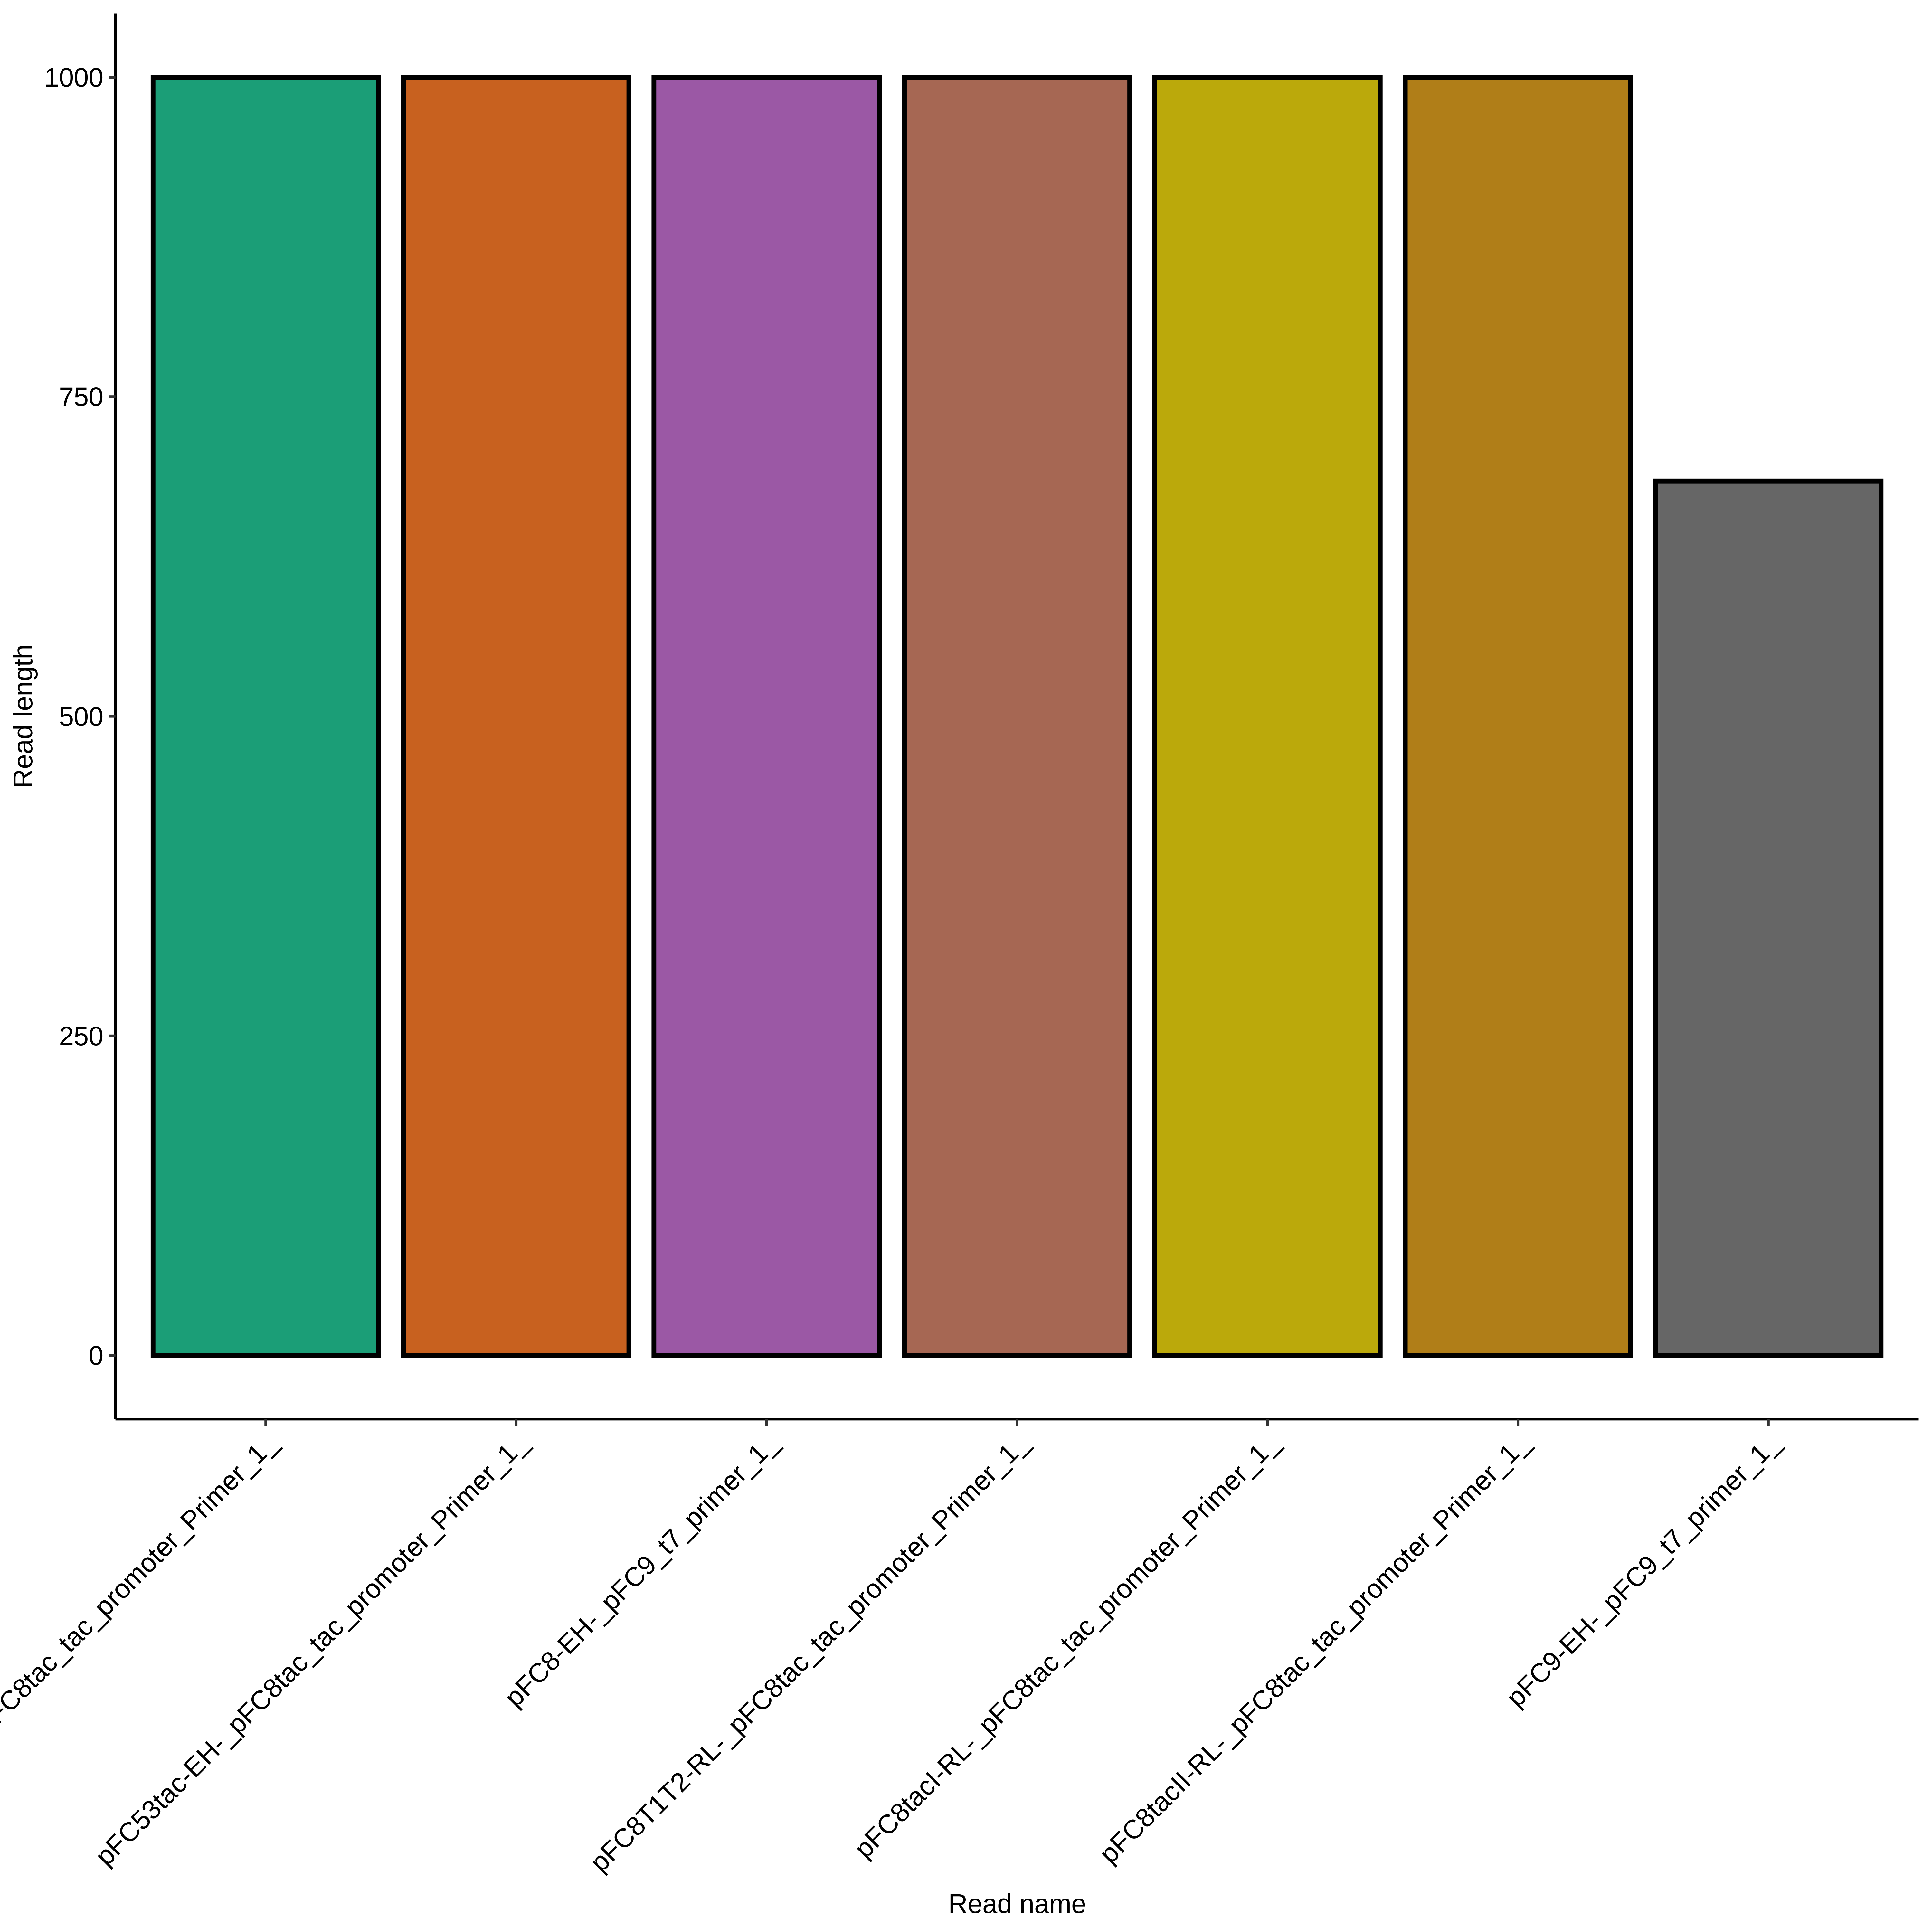 1000
750
500
250
0
Read length
C8tac_tac_promoter_Primer_1_
pFC53tac-EH-_pFC8tac_tac_promoter_Primer_1_
pFC8-EH-_pFC9_t7_primer_1_
pFC8T1T2-RL-_pFC8tac_tac_promoter_Primer_1_
pFC8tacI-RL-_pFC8tac_tac_promoter_Primer_1_
pFC8tacII-RL-_pFC8tac_tac_promoter_Primer_1_
pFC9-EH-_pFC9_t7_primer_1_
Read name